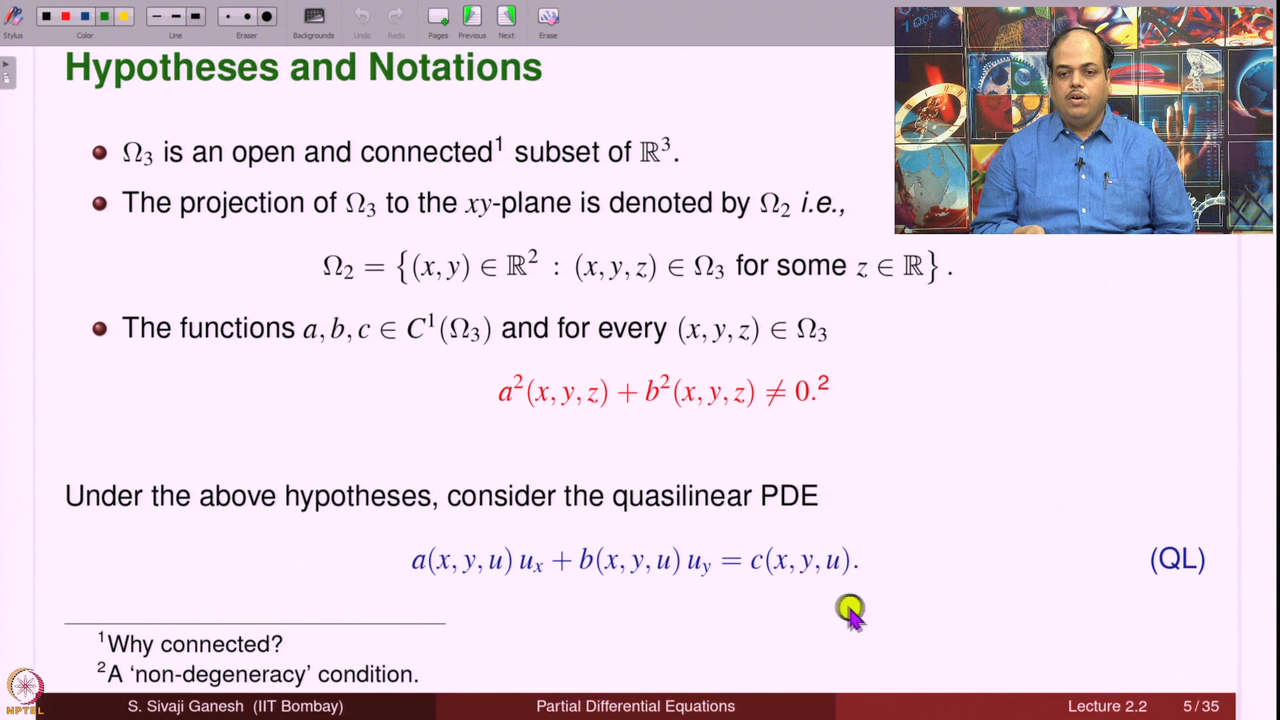 Stylus
Color
Line
Eraser
Backgrounds
Undo
Redo
Pages
Previous
Next
Erase
Hypotheses and Notations
Ω₃ is an open and connected¹ subset of ℝ³.
The projection of Ω₃ to the xy-plane is denoted by Ω₂ i.e.,
Ω₂ = {(x, y) ∈ ℝ² : (x, y, z) ∈ Ω₃ for some z ∈ ℝ} .
The functions a, b, c ∈ C¹(Ω₃) and for every (x, y, z) ∈ Ω₃
a²(x, y, z) + b²(x, y, z) ≠ 0.²
Under the above hypotheses, consider the quasilinear PDE
a(x, y, u) uₓ + b(x, y, u) u_y = c(x, y, u). (QL)
¹Why connected?
²A ‘non-degeneracy’ condition.
NPTEL
S. Sivaji Ganesh (IIT Bombay) Partial Differential Equations Lecture 2.2 5 / 35